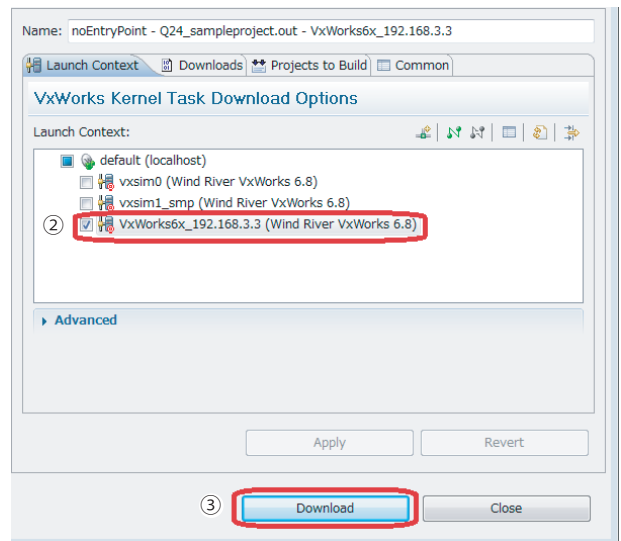 Name: noEntryPoint - Q24_sampleproject.out - VxWorks6x_192.168.3.3
Launch Context Downloads Projects to Build Common
VxWorks Kernel Task Download Options
Launch Context:
default (localhost)
vxsim0 (Wind River VxWorks 6.8)
vxsim1_smp (Wind River VxWorks 6.8)
② VxWorks6x_192.168.3.3 (Wind River VxWorks 6.8)
Advanced
Apply Revert
③ Download Close